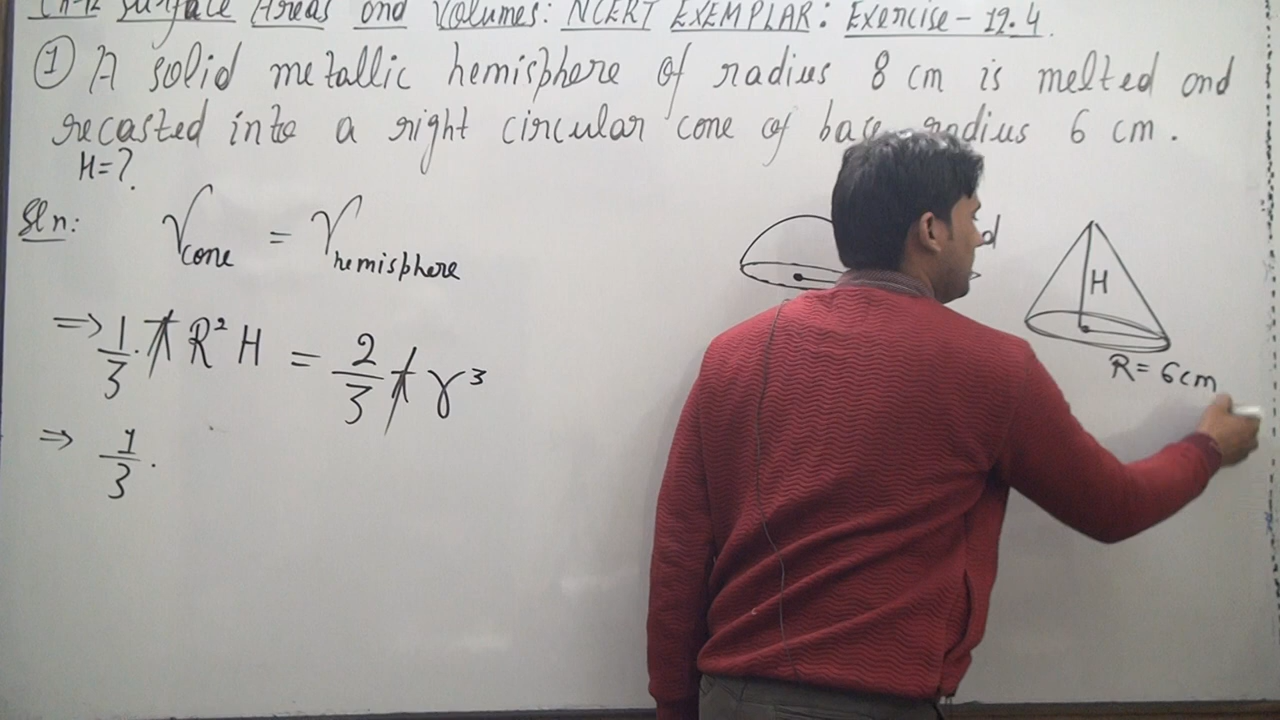 Surface Areas and Volumes: NCERT EXEMPLAR: Exercise - 12.4.
① A solid metallic hemisphere of radius 8 cm is melted and
recasted into a right circular cone of base radius 6 cm.
H=?
Sln: V cone = V hemisphere
d
H
R = 6cm
⇒ 1/3 . π R² H = 2/3 π r³
⇒ 1/3 .